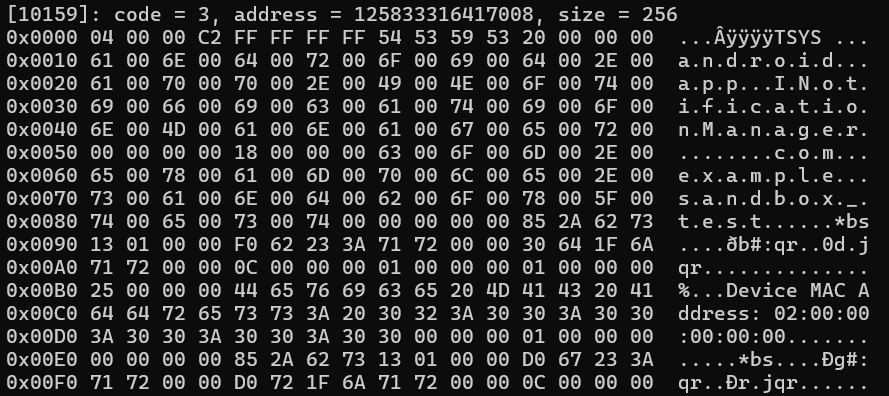 [10159]: code = 3, address = 125833316417008, size = 256
0x0000 04 00 00 C2 FF FF FF FF 54 53 59 53 20 00 00 00  ...ÂÿÿÿÿTSYS ...
0x0010 61 00 6E 00 64 00 72 00 6F 00 69 00 64 00 2E 00  a.n.d.r.o.i.d...
0x0020 61 00 70 00 70 00 2E 00 49 00 4E 00 6F 00 74 00  a.p.p...I.N.o.t.
0x0030 69 00 66 00 69 00 63 00 61 00 74 00 69 00 6F 00  i.f.i.c.a.t.i.o.
0x0040 6E 00 4D 00 61 00 6E 00 61 00 67 00 65 00 72 00  n.M.a.n.a.g.e.r.
0x0050 00 00 00 00 18 00 00 00 63 00 6F 00 6D 00 2E 00  ........c.o.m...
0x0060 65 00 78 00 61 00 6D 00 70 00 6C 00 65 00 2E 00  e.x.a.m.p.l.e...
0x0070 73 00 61 00 6E 00 64 00 62 00 6F 00 78 00 5F 00  s.a.n.d.b.o.x._.
0x0080 74 00 65 00 73 00 74 00 00 00 00 00 85 2A 62 73  t.e.s.t......*bs
0x0090 13 01 00 00 F0 62 23 3A 71 72 00 00 30 64 1F 6A  ....ðb#:qr..0d.j
0x00A0 71 72 00 00 0C 00 00 00 01 00 00 00 01 00 00 00  qr..............
0x00B0 25 00 00 00 44 65 76 69 63 65 20 4D 41 43 20 41  %...Device MAC A
0x00C0 64 64 72 65 73 73 3A 20 30 32 3A 30 30 3A 30 30  ddress: 02:00:00
0x00D0 3A 30 30 3A 30 30 3A 30 30 00 00 00 01 00 00 00  :00:00:00.......
0x00E0 00 00 00 00 85 2A 62 73 13 01 00 00 D0 67 23 3A  .....*bs....Ðg#:
0x00F0 71 72 00 00 D0 72 1F 6A 71 72 00 00 0C 00 00 00  qr..Ðr.jqr......